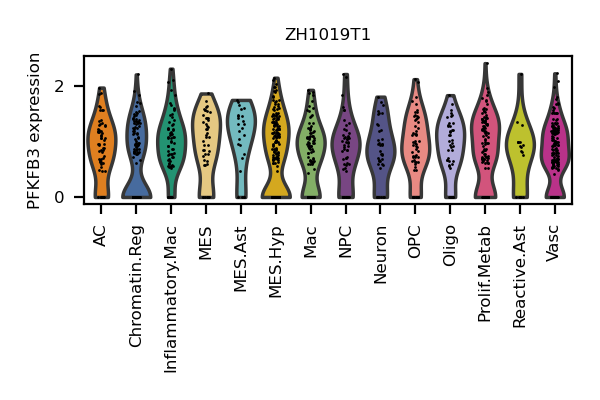 ZH1019T1
PFKFB3 expression
2
0
AC
Chromatin.Reg
Inflammatory.Mac
MES
MES.Ast
MES.Hyp
Mac
NPC
Neuron
OPC
Oligo
Prolif.Metab
Reactive.Ast
Vasc